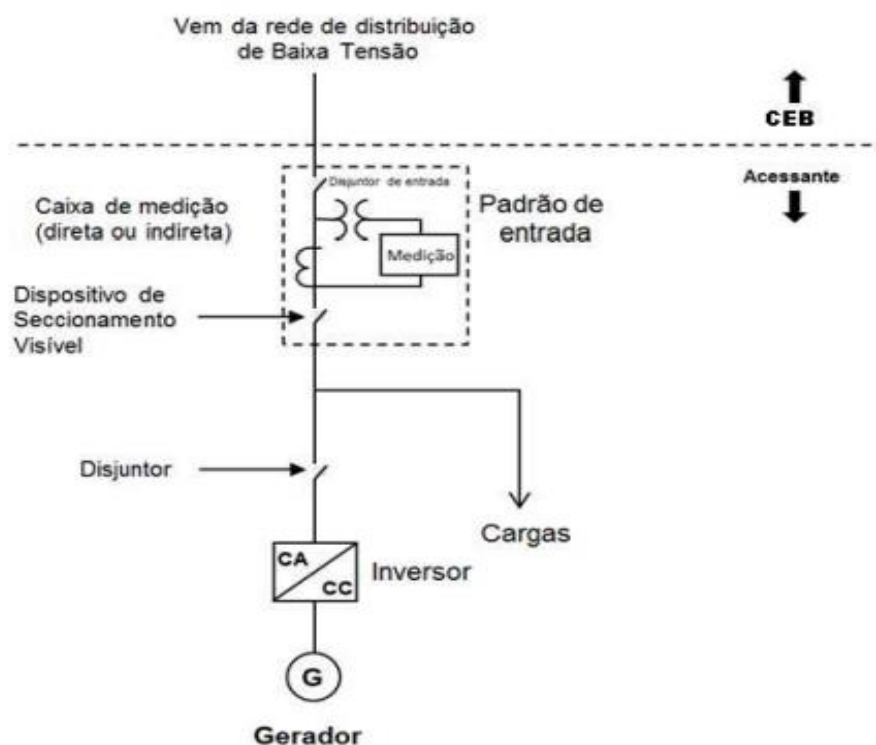 Vem da rede de distribuição
de Baixa Tensão
CEB
Acessante
Disjuntor de entrada
Caixa de medição
(direta ou indireta)
Padrão de
entrada
Medição
Dispositivo de
Seccionamento
Visível
Disjuntor
Cargas
CA
CC
Inversor
G
Gerador